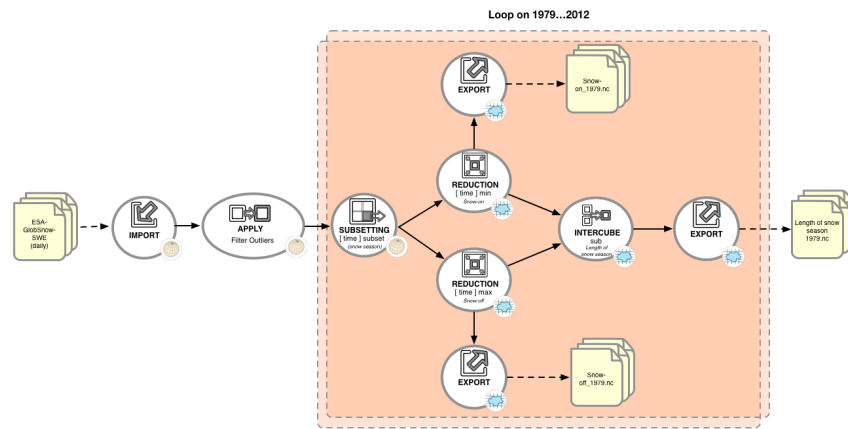 Loop on 1979...2012
EXPORT
Snow-
on_1979.nc
REDUCTION
[ time ] min
Snow-on
ESA-
GlobSnow-
SWE
(daily)
IMPORT
APPLY
Filter Outliers
SUBSETTING
[ time ] subset
(snow season)
INTERCUBE
sub
Length of
snow season
EXPORT
Length of snow
season
1979.nc
REDUCTION
[ time ] max
Snow-off
EXPORT
Snow-
off_1979.nc